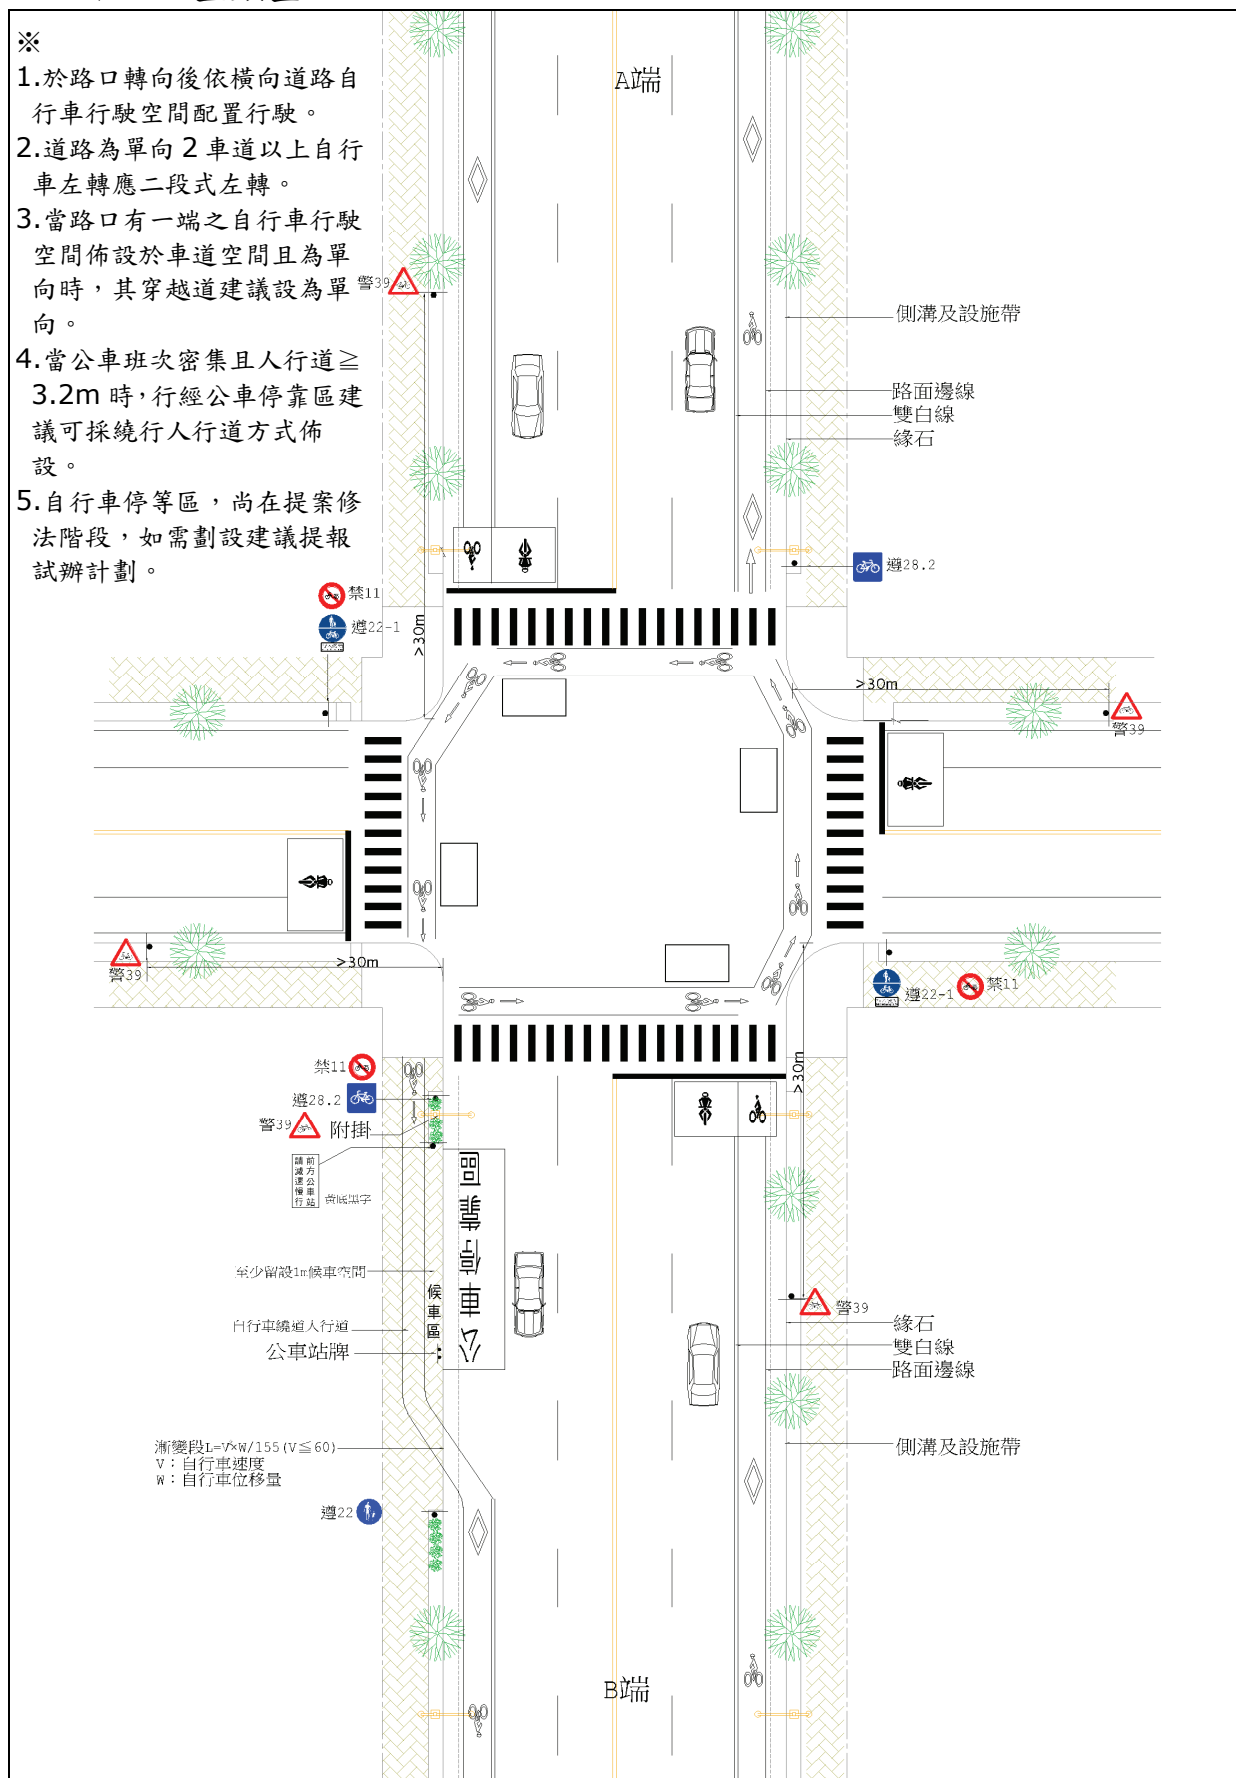 ※
1.於路口轉向後依橫向道路自
行車行駛空間配置行駛。
2.道路為單向 2 車道以上自行
車左轉應二段式左轉。
3.當路口有一端之自行車行駛
空間佈設於車道空間且為單
向時，其穿越道建議設為單
向。
4.當公車班次密集且人行道≧
3.2m 時，行經公車停靠區建
議可採繞行人行道方式佈
設。
5.自行車停等區，尚在提案修
法階段，如需劃設建議提報
試辦計劃。
A端
警39
側溝及設施帶
路面邊線
雙白線
緣石
遵28.2
禁11
遵22-1
>30m
>30m
警39
>30m
警39
遵22-1
禁11
>30m
禁11
遵28.2
警39
附掛
前方公車站
請減速慢行
黃底黑字
公車停靠區
至少留設1m候車空間
候車區
自行車繞道人行道
公車站牌
警39
緣石
雙白線
路面邊線
漸變段L=V×W/155(V≦60)
V：自行車速度
W：自行車位移量
側溝及設施帶
遵22
B端